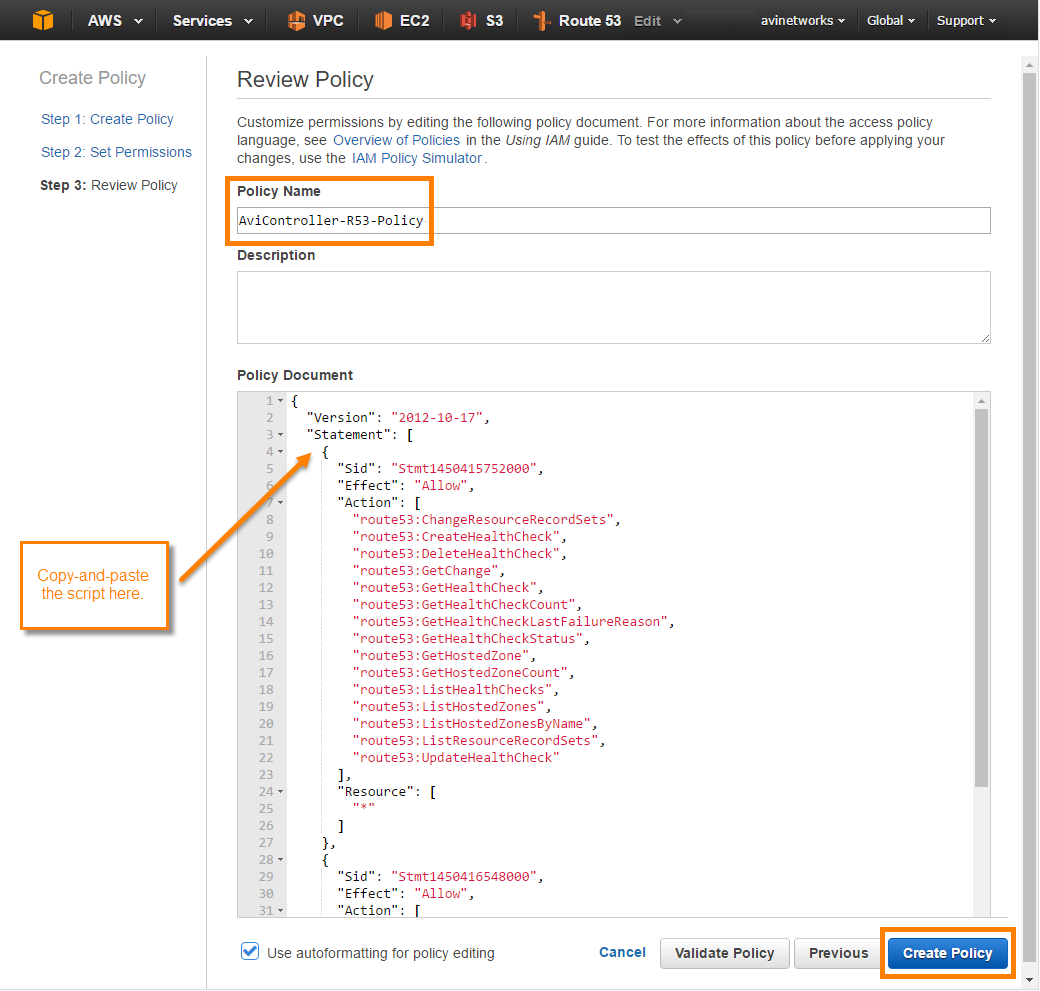 AWS Services VPC EC2 S3 Route 53 Edit avinetworks Global Support
Create Policy
Step 1: Create Policy
Step 2: Set Permissions
Step 3: Review Policy
Review Policy
Customize permissions by editing the following policy document. For more information about the access policy
language, see Overview of Policies in the Using IAM guide. To test the effects of this policy before applying your
changes, use the IAM Policy Simulator.
Policy Name
AviController-R53-Policy
Description
Policy Document
1 {
2 "Version": "2012-10-17",
3 "Statement": [
4 {
5 "Sid": "Stmt1450415752000",
6 "Effect": "Allow",
7 "Action": [
8 "route53:ChangeResourceRecordSets",
9 "route53:CreateHealthCheck",
10 "route53:DeleteHealthCheck",
11 "route53:GetChange",
12 "route53:GetHealthCheck",
13 "route53:GetHealthCheckCount",
14 "route53:GetHealthCheckLastFailureReason",
15 "route53:GetHealthCheckStatus",
16 "route53:GetHostedZone",
17 "route53:GetHostedZoneCount",
18 "route53:ListHealthChecks",
19 "route53:ListHostedZones",
20 "route53:ListHostedZonesByName",
21 "route53:ListResourceRecordSets",
22 "route53:UpdateHealthCheck"
23 ],
24 "Resource": [
25 "*"
26 ]
27 },
28 {
29 "Sid": "Stmt1450416548000",
30 "Effect": "Allow",
31 "Action": [
Copy-and-paste
the script here.
Use autoformatting for policy editing
Cancel Validate Policy Previous Create Policy